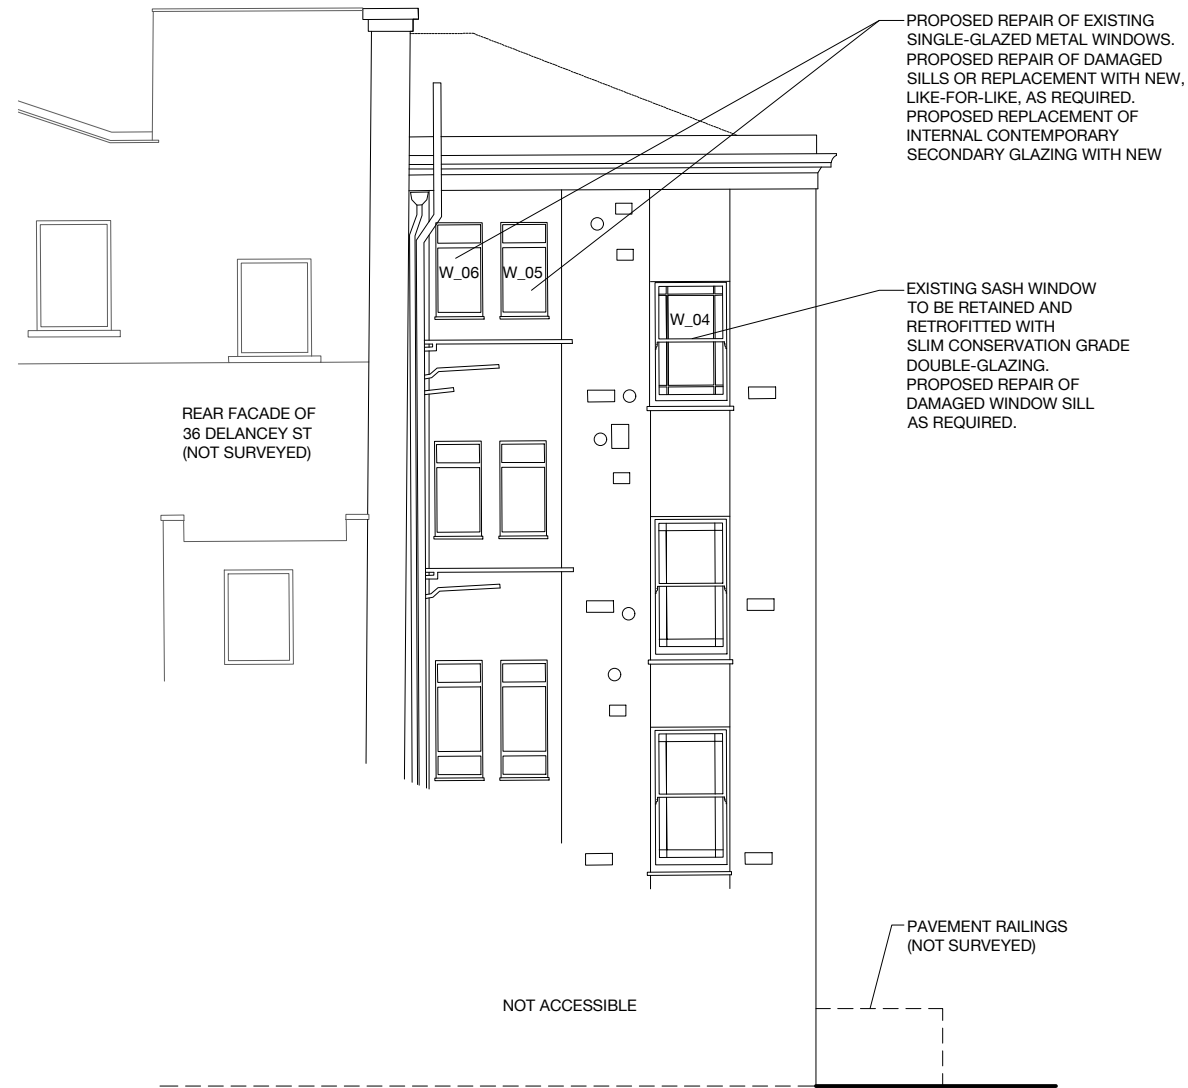 PROPOSED REPAIR OF EXISTING
SINGLE-GLAZED METAL WINDOWS.
PROPOSED REPAIR OF DAMAGED
SILLS OR REPLACEMENT WITH NEW,
LIKE-FOR-LIKE, AS REQUIRED.
PROPOSED REPLACEMENT OF
INTERNAL CONTEMPORARY
SECONDARY GLAZING WITH NEW
W_06
W_05
EXISTING SASH WINDOW
TO BE RETAINED AND
RETROFITTED WITH
SLIM CONSERVATION GRADE
DOUBLE-GLAZING.
PROPOSED REPAIR OF
DAMAGED WINDOW SILL
AS REQUIRED.
W_04
REAR FACADE OF
36 DELANCEY ST
(NOT SURVEYED)
PAVEMENT RAILINGS
(NOT SURVEYED)
NOT ACCESSIBLE